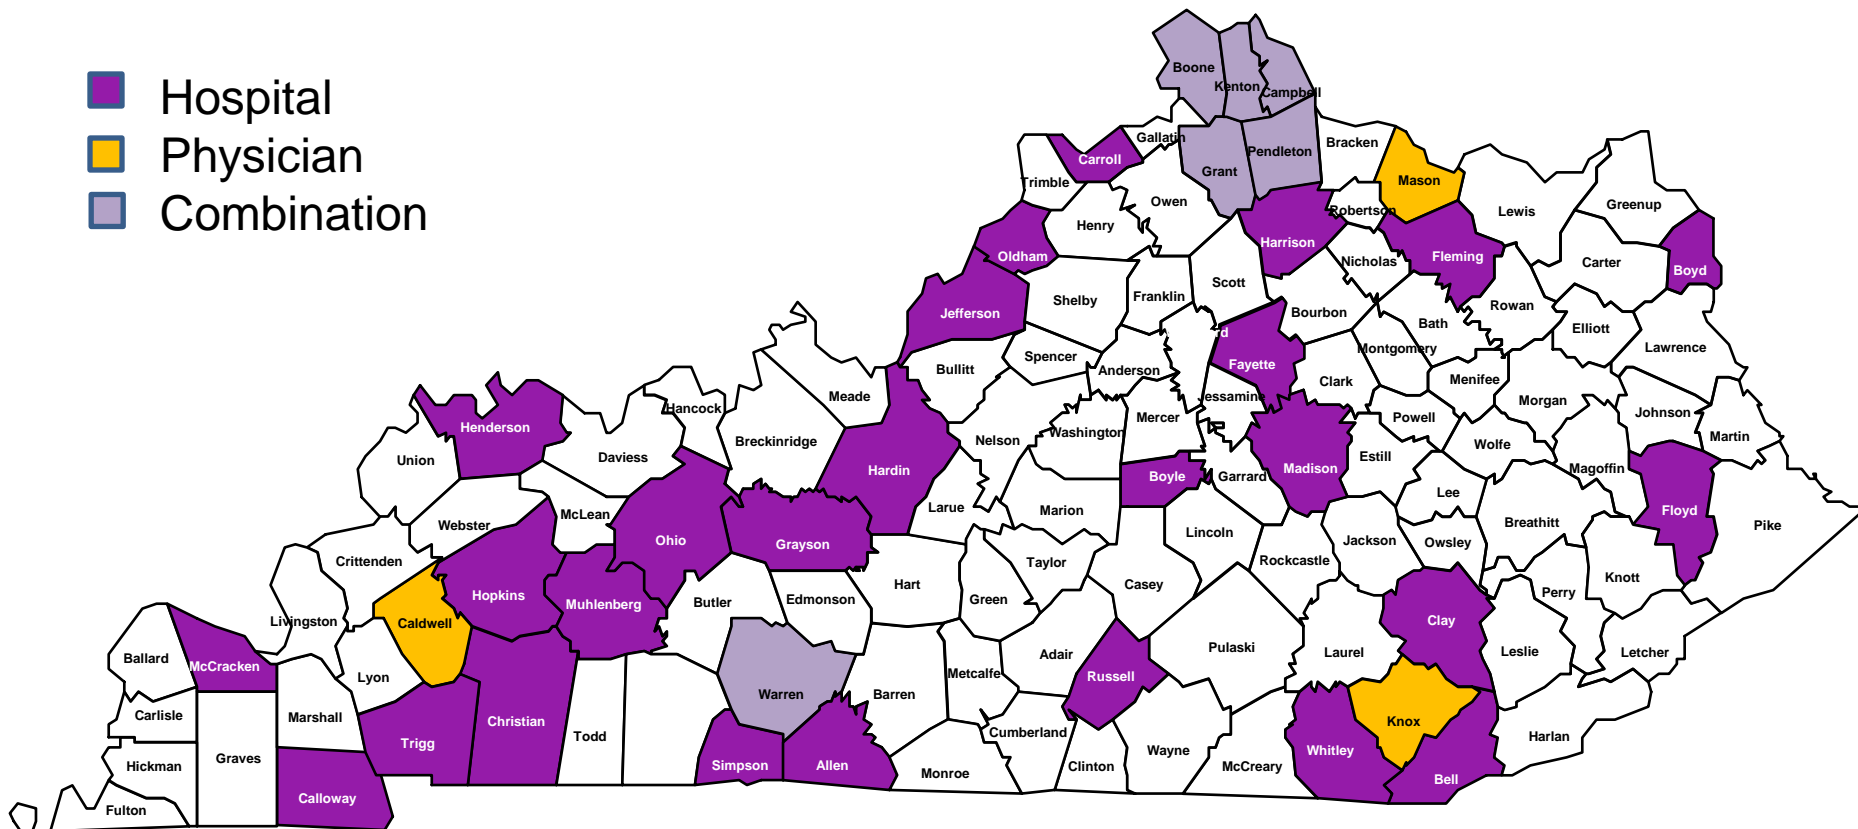 Hospital
Physician
Combination
Boone
Kenton
Campbell
Gallatin
Carroll
Grant
Pendleton
Bracken
Mason
Trimble
Owen
Robertson
Lewis
Greenup
Henry
Harrison
Fleming
Oldham
Nicholas
Carter
Boyd
Scott
Shelby
Franklin
Rowan
Jefferson
Bourbon
Bath
Elliott
rd
Montgomery
Lawrence
Spencer
Fayette
Bullitt
Anderson
Clark
Menifee
Meade
essamine
Morgan
Hancock
Johnson
Powell
Mercer
Henderson
Washington
Martin
Breckinridge
Nelson
Wolfe
Union
Daviess
Estill
Hardin
Madison
Magoffin
Boyle
Garrard
Lee
Larue
Marion
Floyd
McLean
Webster
Breathitt
Pike
Lincoln
Ohio
Grayson
Jackson
Owsley
Crittenden
Rockcastle
Taylor
Knott
Hart
Casey
Perry
Hopkins
Edmonson
Green
Butler
Muhlenberg
Livingston
Caldwell
Clay
Pulaski
Laurel
Leslie
Letcher
Adair
Ballard
McCracken
Metcalfe
Russell
Lyon
Warren
Barren
Carlisle
Marshall
Christian
Knox
Cumberland
Todd
Harlan
Trigg
Wayne
Whitley
Graves
Hickman
Simpson
Allen
Clinton
McCreary
Monroe
Bell
Calloway
Fulton